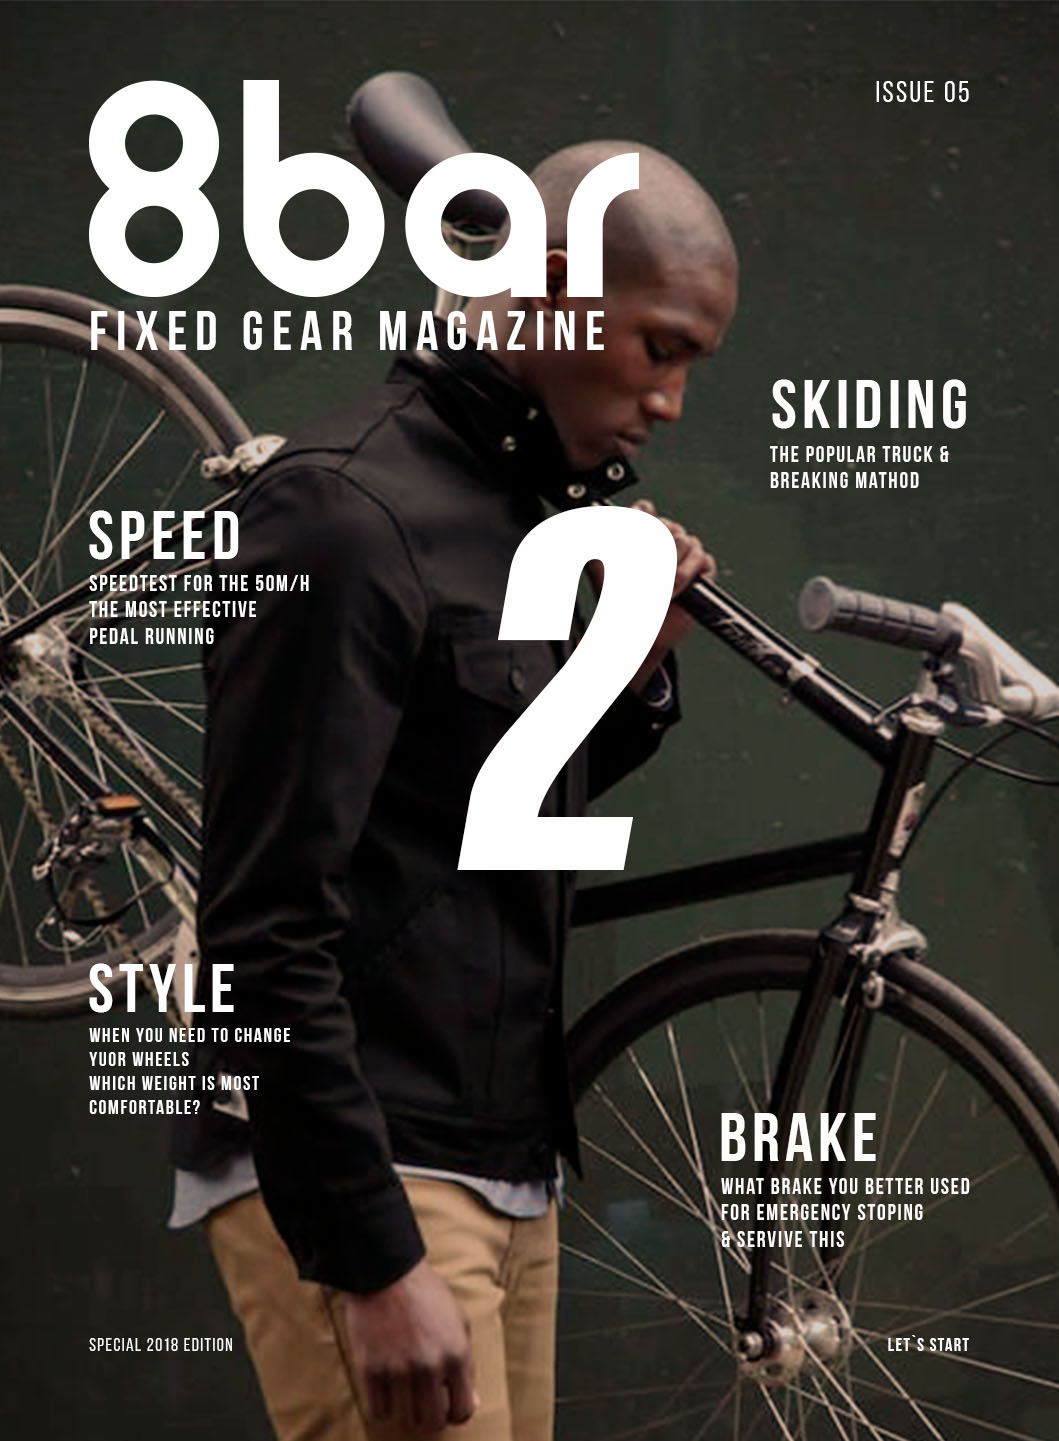 8bar
ISSUE 05
FIXED GEAR MAGAZINE
SKIDING
THE POPULAR TRUCK &
BREAKING MATHOD
SPEED
SPEEDTEST FOR THE 50M/H
THE MOST EFFECTIVE
PEDAL RUNNING
2
STYLE
WHEN YOU NEED TO CHANGE
YUOR WHEELS
WHICH WEIGHT IS MOST
COMFORTABLE?
BRAKE
WHAT BRAKE YOU BETTER USED
FOR EMERGENCY STOPING
& SERVIVE THIS
SPECIAL 2018 EDITION
LET`S START